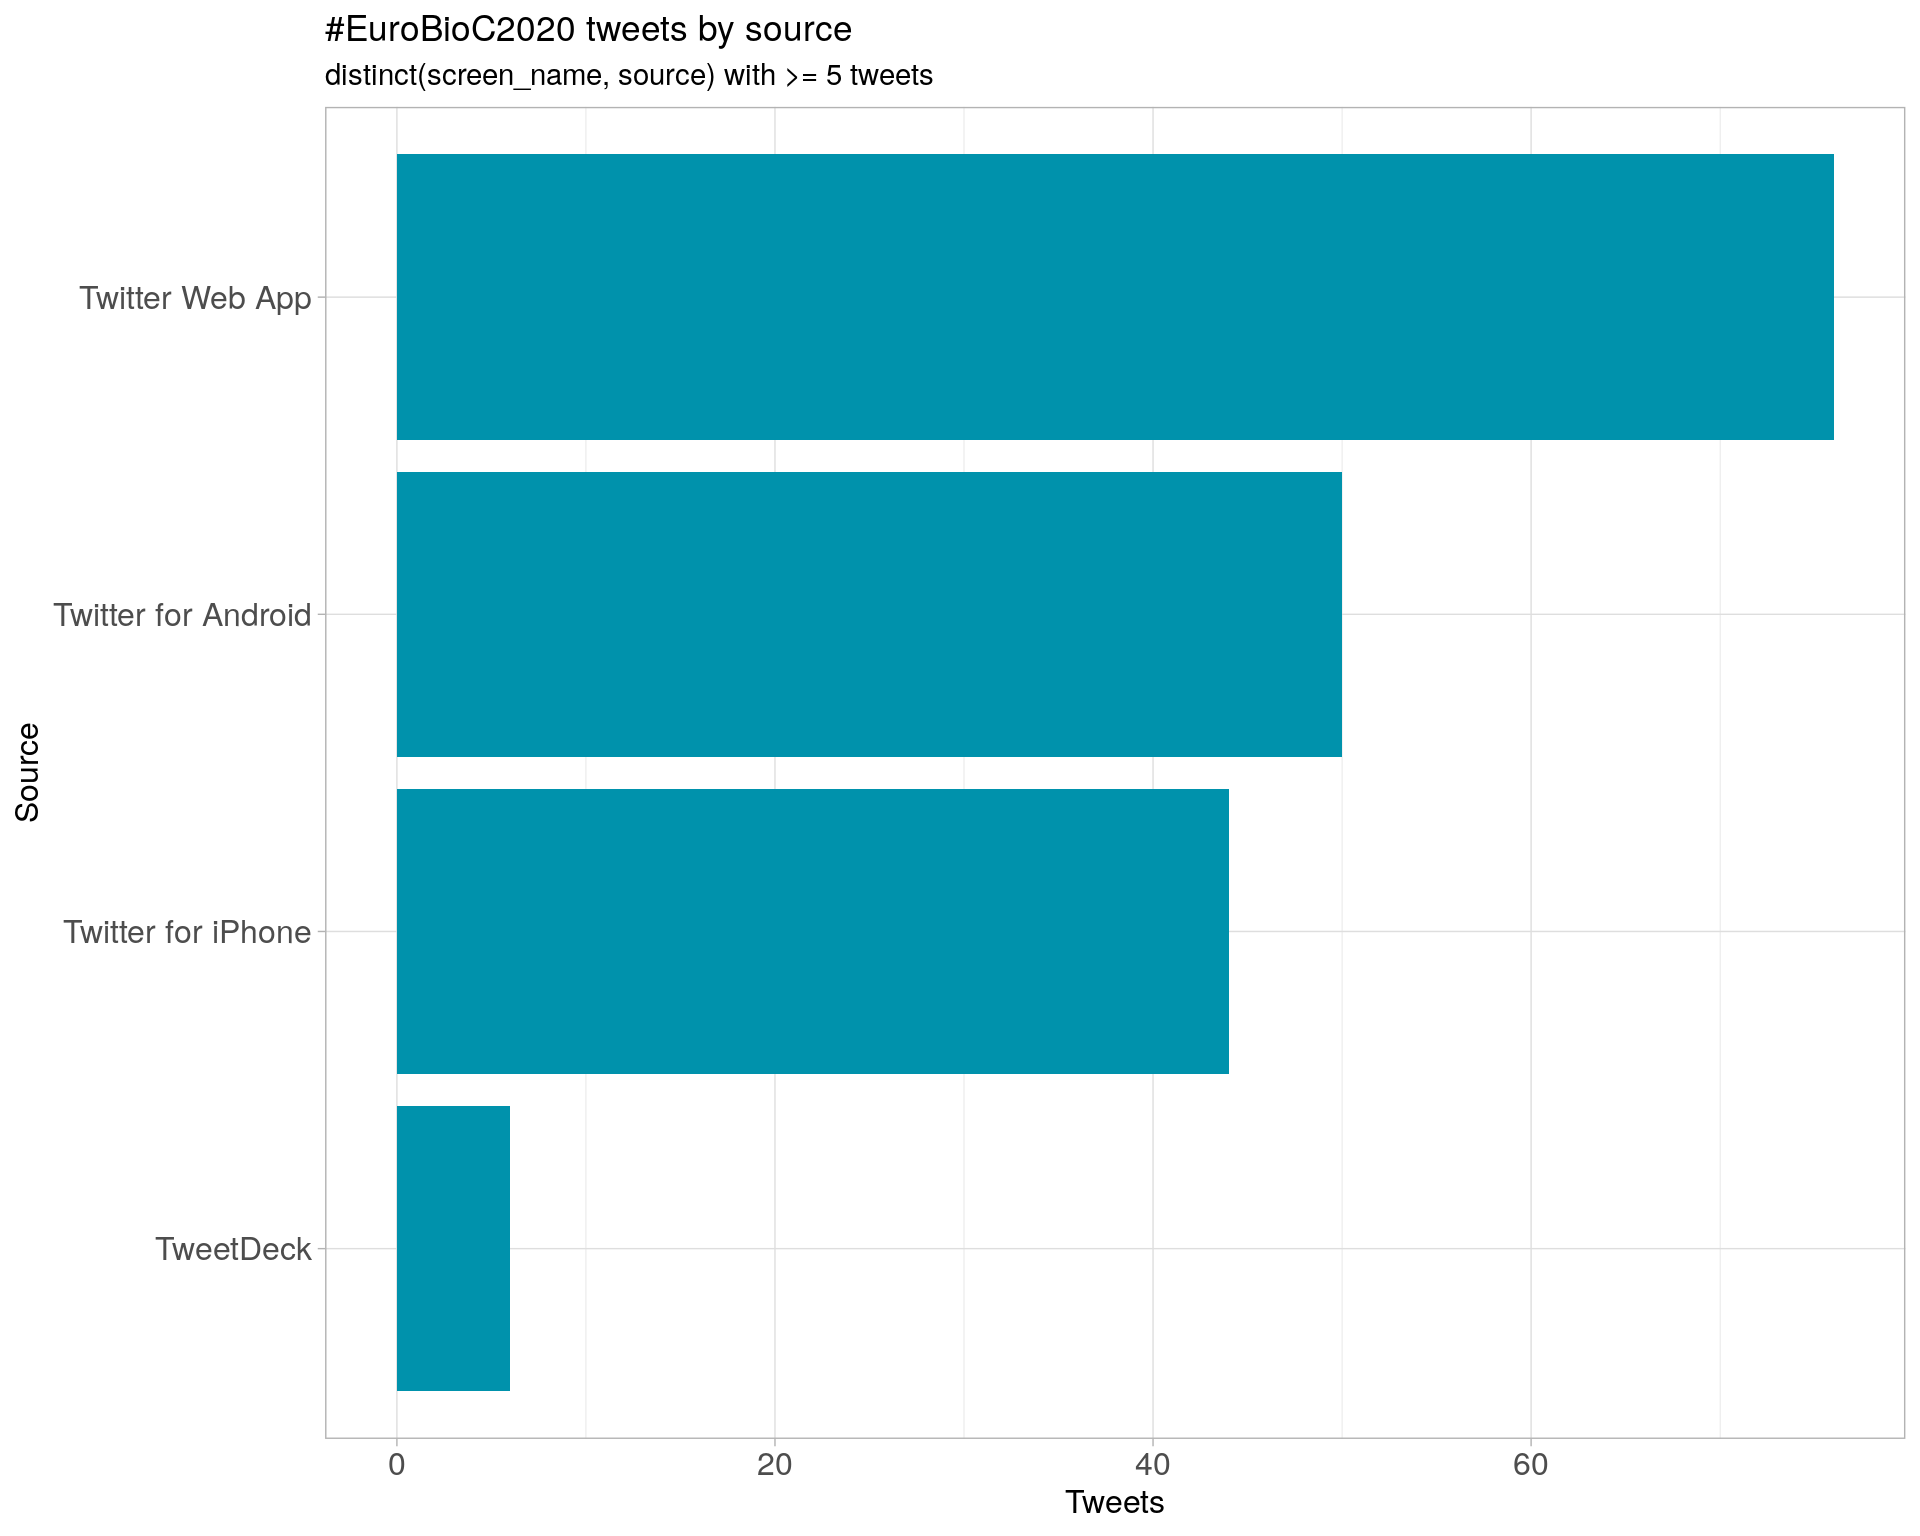 #EuroBioC2020 tweets by source
distinct(screen_name, source) with >= 5 tweets
Twitter Web App
Twitter for Android
Twitter for iPhone
TweetDeck
Source
0 20 40 60
Tweets